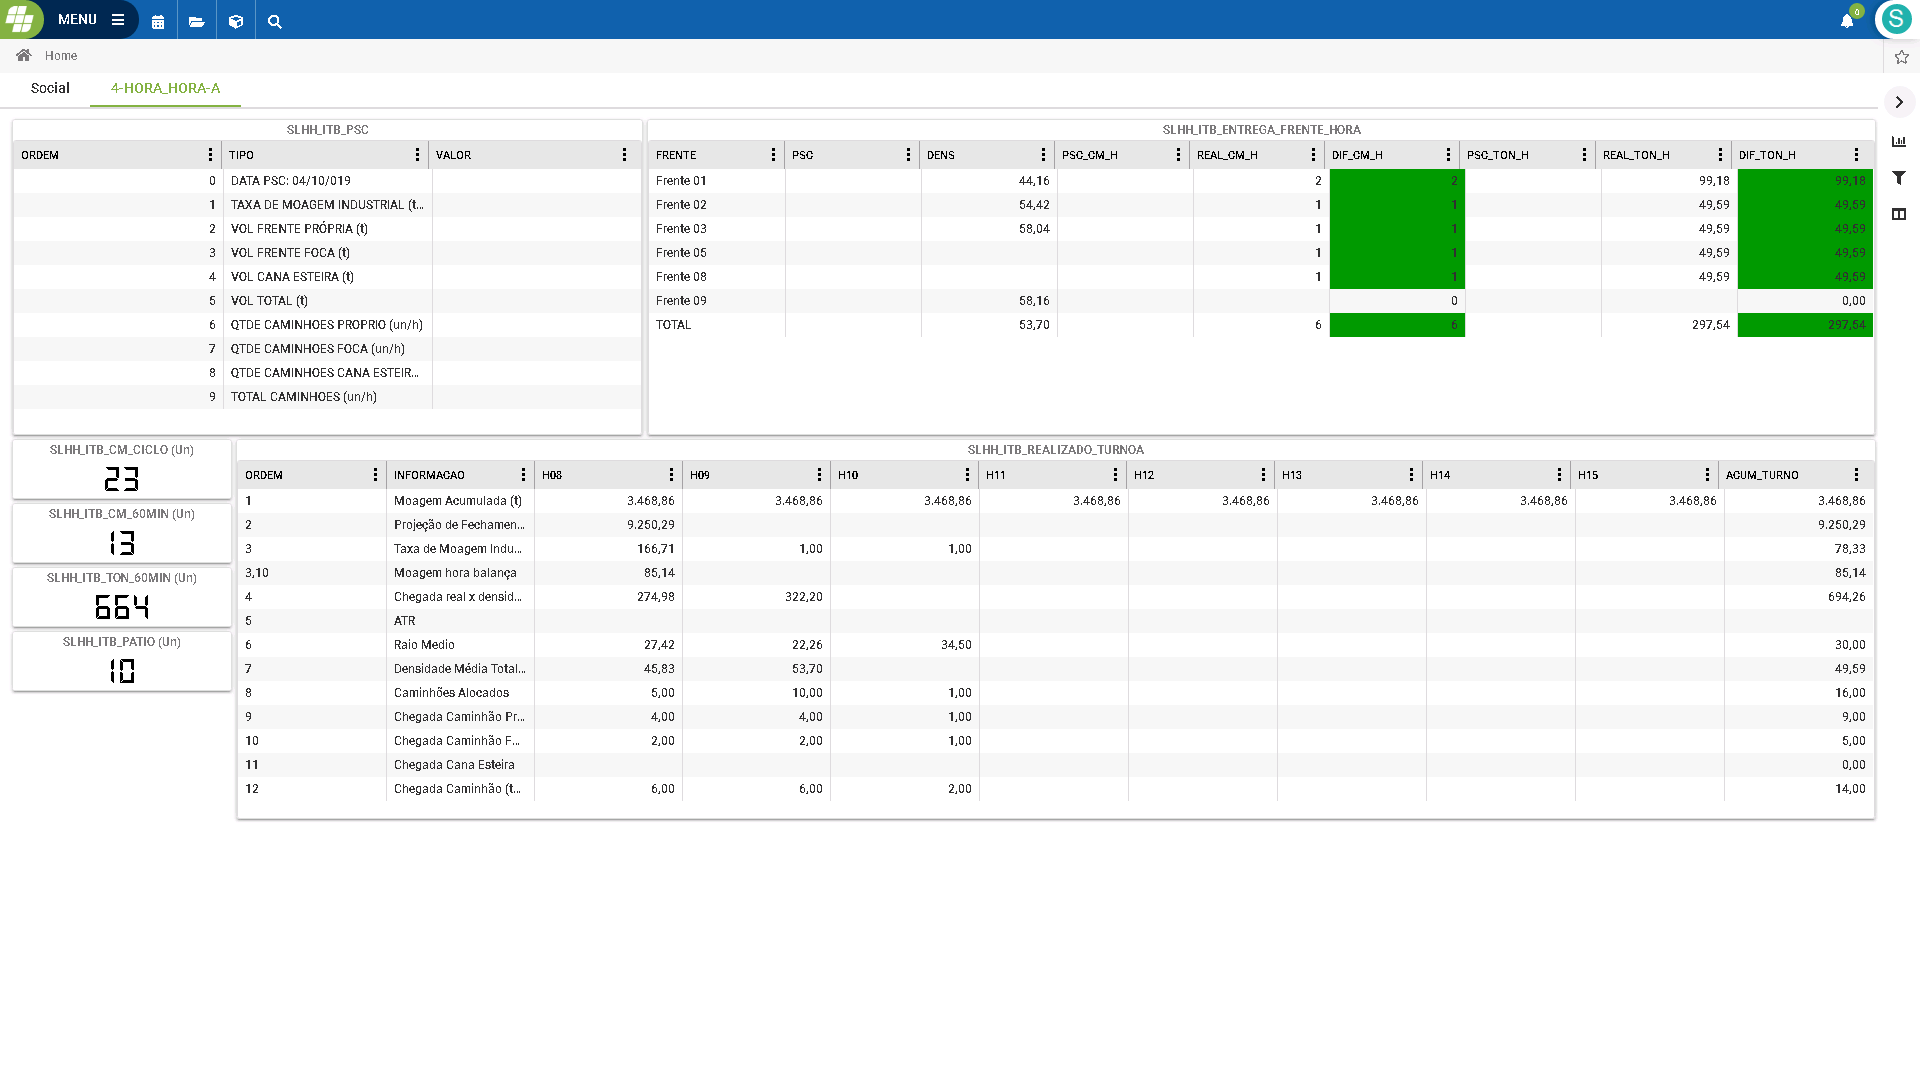 MENU
0
S
Home
Social 4-HORA_HORA-A
SLHH_ITB_PSC
ORDEM TIPO VALOR
0 DATA PSC: 04/10/019
1 TAXA DE MOAGEM INDUSTRIAL (t...
2 VOL FRENTE PRÓPRIA (t)
3 VOL FRENTE FOCA (t)
4 VOL CANA ESTEIRA (t)
5 VOL TOTAL (t)
6 QTDE CAMINHOES PROPRIO (un/h)
7 QTDE CAMINHOES FOCA (un/h)
8 QTDE CAMINHOES CANA ESTEIR...
9 TOTAL CAMINHOES (un/h)
SLHH_ITB_ENTREGA_FRENTE_HORA
FRENTE PSC DENS PSC_CM_H REAL_CM_H DIF_CM_H PSC_TON_H REAL_TON_H DIF_TON_H
Frente 01 44,16 2 2 99,18 99,18
Frente 02 54,42 1 1 49,59 49,59
Frente 03 58,04 1 1 49,59 49,59
Frente 05 1 1 49,59 49,59
Frente 08 1 1 49,59 49,59
Frente 09 58,16 0 0,00
TOTAL 53,70 6 6 297,54 297,54
SLHH_ITB_CM_CICLO (Un)
23
SLHH_ITB_CM_60MIN (Un)
13
SLHH_ITB_TON_60MIN (Un)
664
SLHH_ITB_PATIO (Un)
10
SLHH_ITB_REALIZADO_TURNOA
ORDEM INFORMACAO H08 H09 H10 H11 H12 H13 H14 H15 ACUM_TURNO
1 Moagem Acumulada (t) 3.468,86 3.468,86 3.468,86 3.468,86 3.468,86 3.468,86 3.468,86 3.468,86 3.468,86
2 Projeção de Fechamen... 9.250,29 9.250,29
3 Taxa de Moagem Indu... 166,71 1,00 1,00 78,33
3,10 Moagem hora balança 85,14 85,14
4 Chegada real x densid... 274,98 322,20 694,26
5 ATR
6 Raio Medio 27,42 22,26 34,50 30,00
7 Densidade Média Total... 45,83 53,70 49,59
8 Caminhões Alocados 5,00 10,00 1,00 16,00
9 Chegada Caminhão Pr... 4,00 4,00 1,00 9,00
10 Chegada Caminhão F... 2,00 2,00 1,00 5,00
11 Chegada Cana Esteira 0,00
12 Chegada Caminhão (t... 6,00 6,00 2,00 14,00